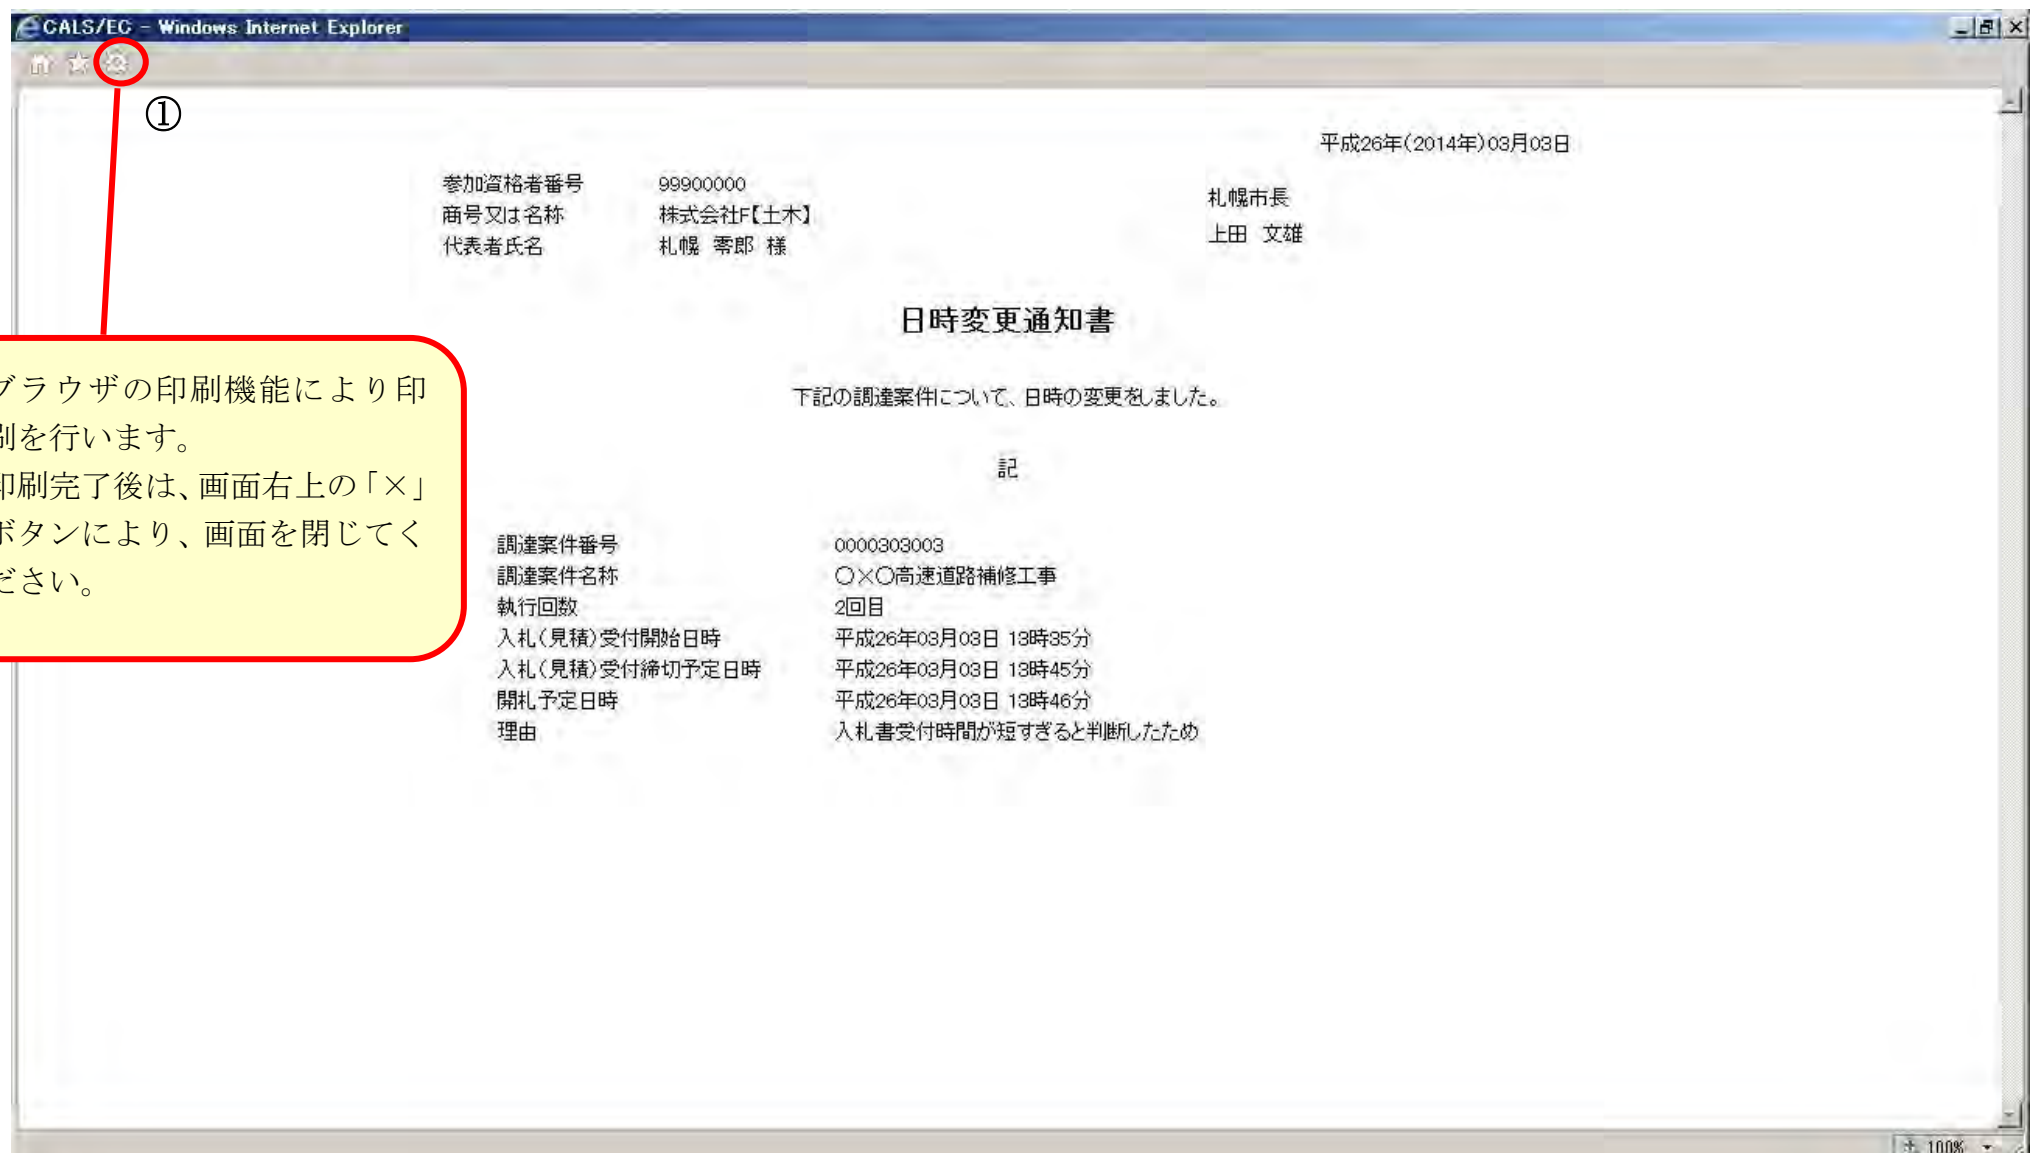 CALS/EC - Windows Internet Explorer
①
平成26年(2014年)03月03日
参加資格者番号 99900000
商号又は名称 株式会社F【土木】
代表者氏名 札幌 零郎 様
札幌市長
上田 文雄
日時変更通知書
下記の調達案件について、日時の変更をしました。
記
ブラウザの印刷機能により印
刷を行います。
印刷完了後は、画面右上の「×」
ボタンにより、画面を閉じてく
ださい。
調達案件番号 0000303003
調達案件名称 ○×○高速道路補修工事
執行回数 2回目
入札(見積)受付開始日時 平成26年03月03日 13時35分
入札(見積)受付締切予定日時 平成26年03月03日 13時45分
開札予定日時 平成26年03月03日 13時46分
理由 入札書受付時間が短すぎると判断したため
100%